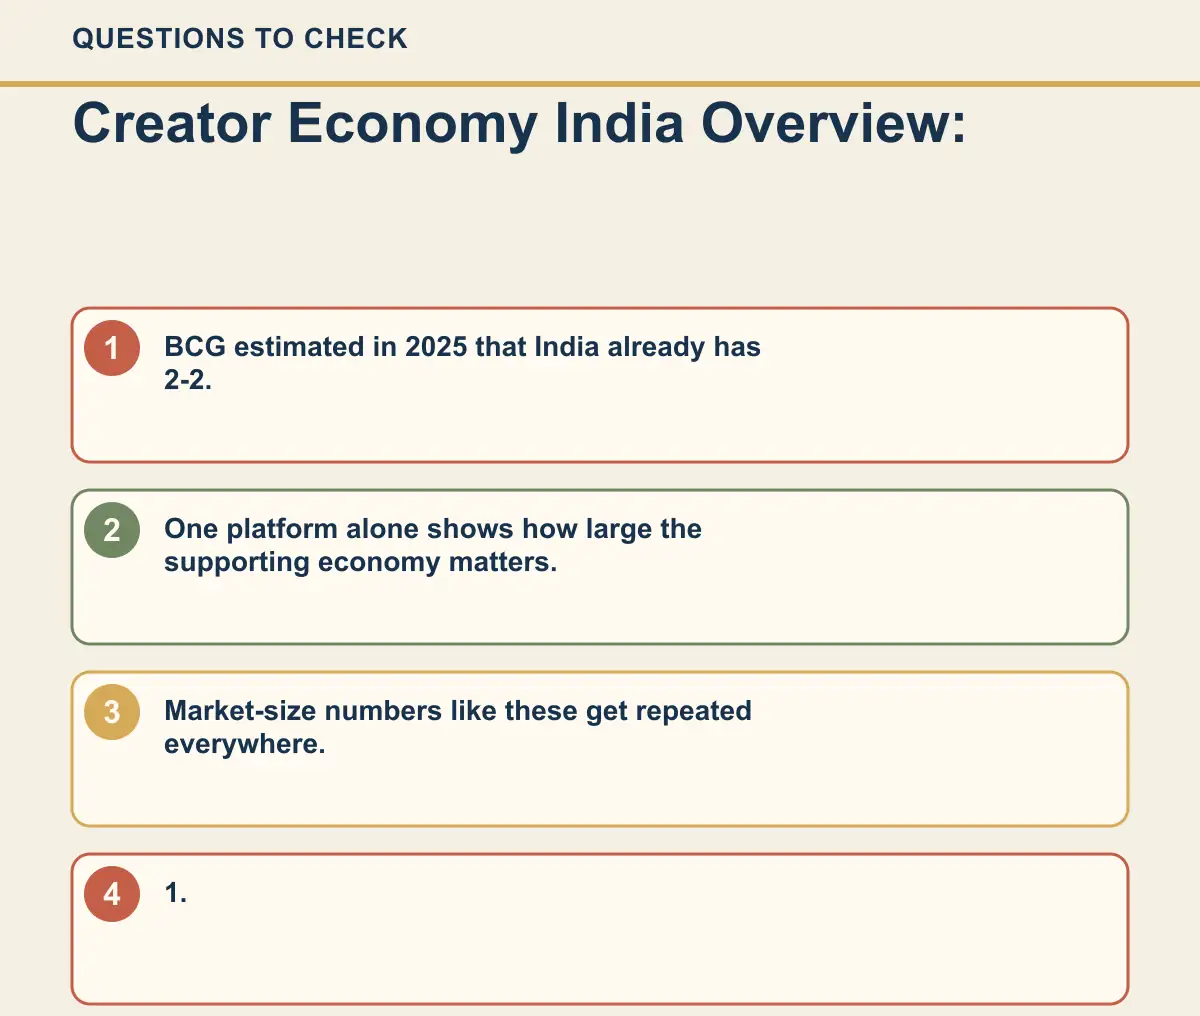 QUESTIONS TO CHECK
Creator Economy India Overview:
1
BCG estimated in 2025 that India already has
2-2.
2
One platform alone shows how large the
supporting economy matters.
3
Market-size numbers like these get repeated
everywhere.
4
1.